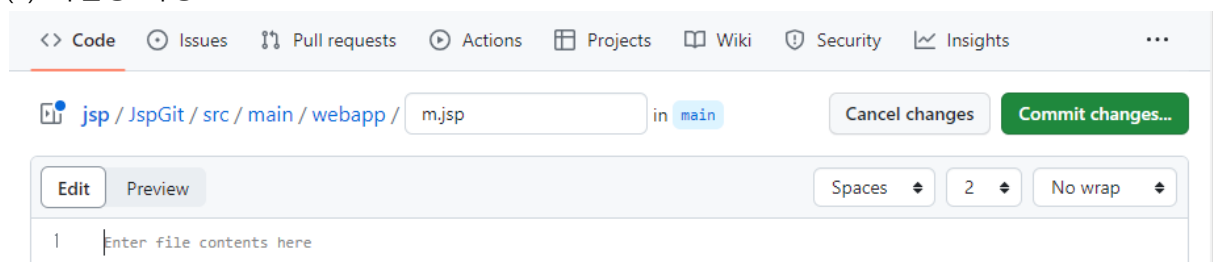 <> Code Issues Pull requests Actions Projects Wiki Security Insights ...
jsp / JspGit / src / main / webapp / m.jsp in main Cancel changes Commit changes...
Edit Preview Spaces 2 No wrap
1 Enter file contents here